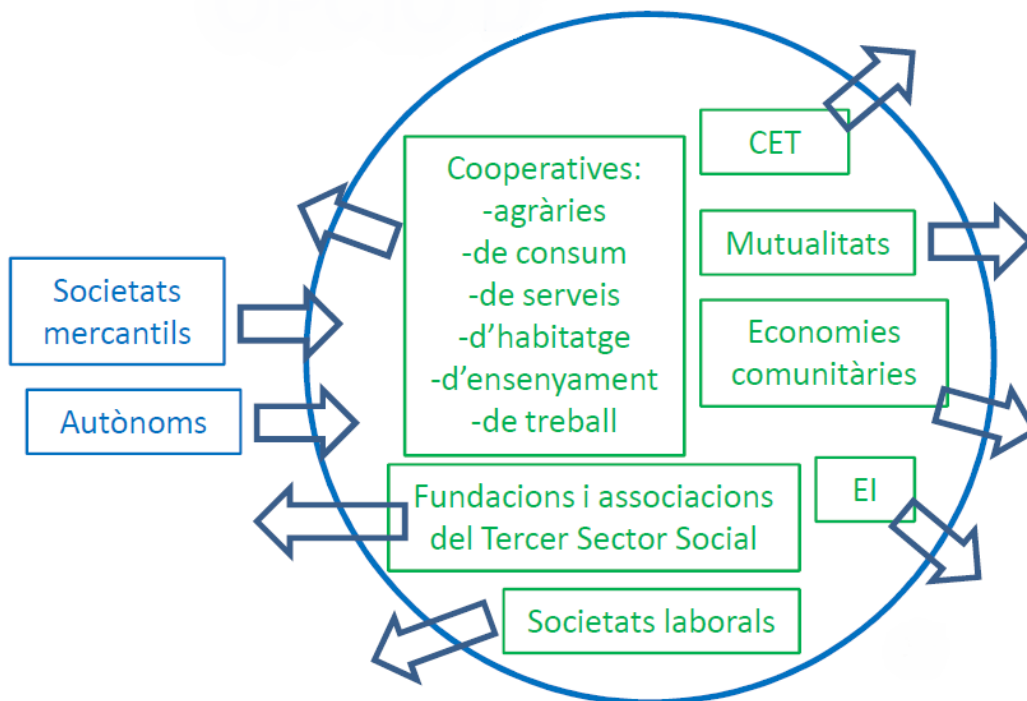 Societats
mercantils
Autònoms
Cooperatives:
-agràries
-de consum
-de serveis
-d’habitatge
-d’ensenyament
-de treball
CET
Mutualitats
Economies
comunitàries
EI
Fundacions i associacions
del Tercer Sector Social
Societats laborals